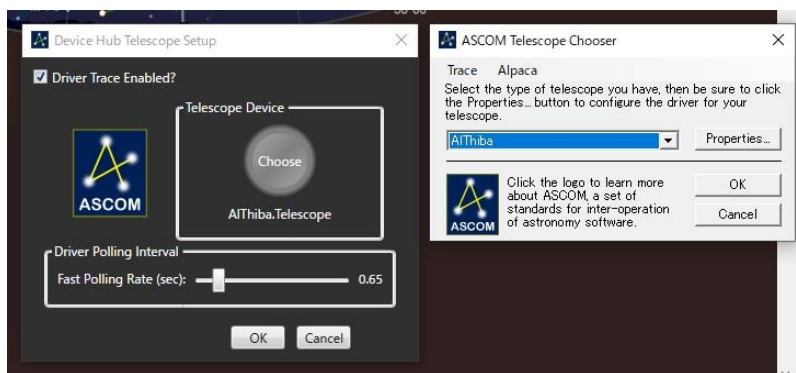 Device Hub Telescope Setup
Driver Trace Enabled?
Telescope Device
Choose
ASCOM
AlThiba.Telescope
Driver Polling Interval
Fast Polling Rate (sec):
0.65
OK
Cancel
ASCOM Telescope Chooser
Trace
Alpaca
Select the type of telescope you have, then be sure to click
the Properties... button to configure the driver for your
telescope.
AlThiba
Properties...
Click the logo to learn more
about ASCOM, a set of
standards for inter-operation
of astronomy software.
ASCOM
OK
Cancel